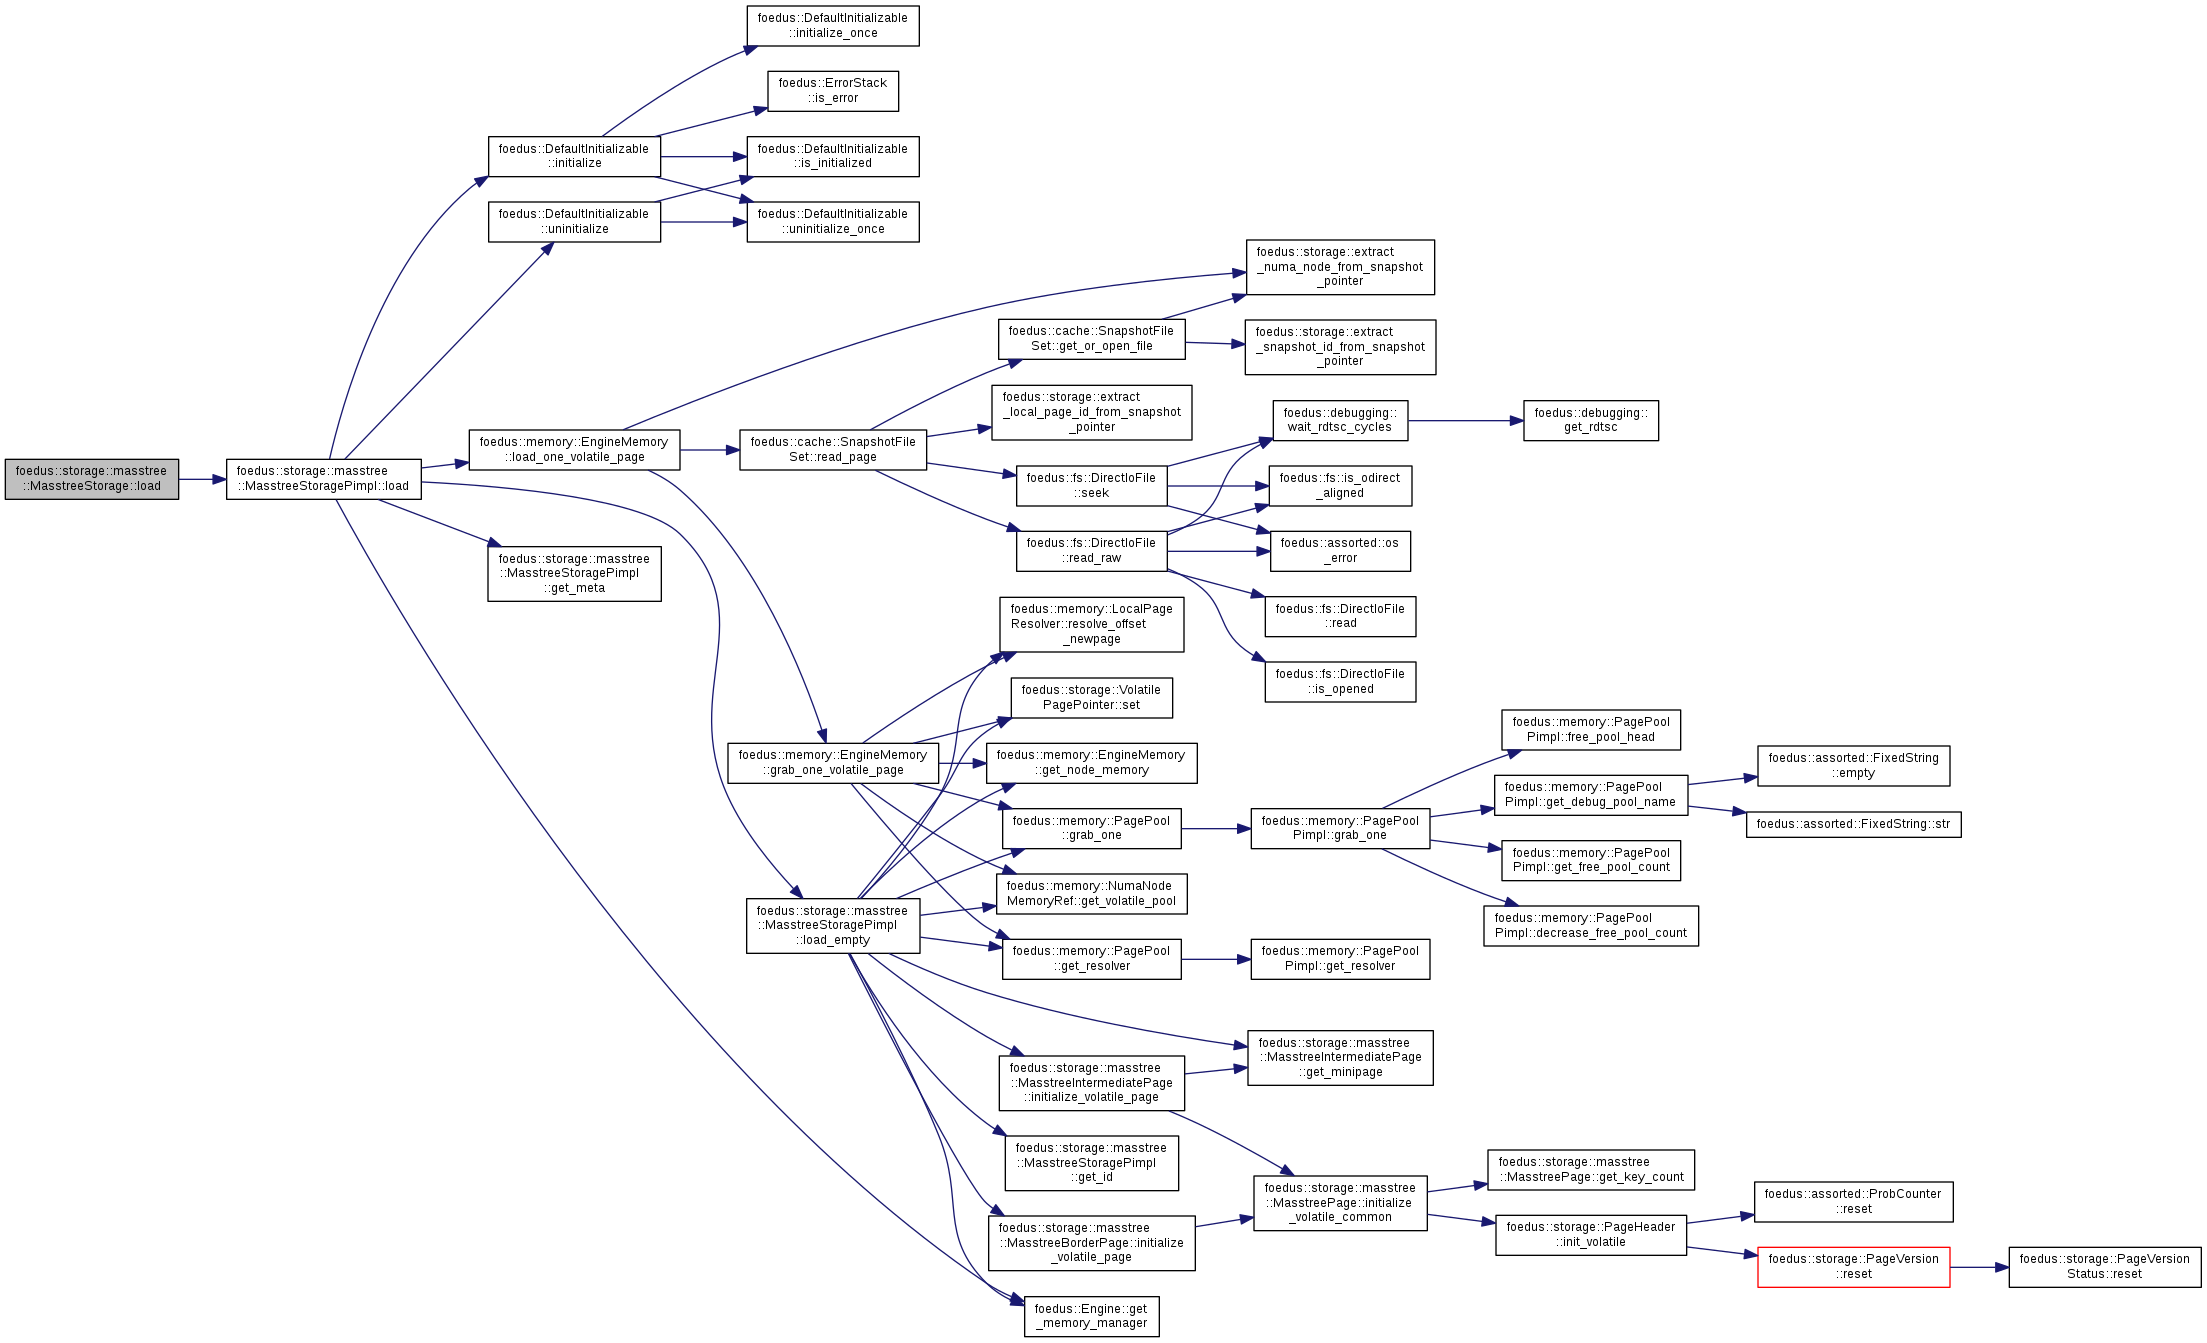 foedus::storage::masstree
::MasstreeStorage::load
foedus::storage::masstree
::MasstreeStoragePimpl::load
foedus::DefaultInitializable
::initialize
foedus::DefaultInitializable
::uninitialize
foedus::memory::EngineMemory
::load_one_volatile_page
foedus::storage::masstree
::MasstreeStoragePimpl
::get_meta
foedus::DefaultInitializable
::initialize_once
foedus::ErrorStack
::is_error
foedus::DefaultInitializable
::is_initialized
foedus::DefaultInitializable
::uninitialize_once
foedus::cache::SnapshotFile
Set::read_page
foedus::memory::EngineMemory
::grab_one_volatile_page
foedus::storage::masstree
::MasstreeStoragePimpl
::load_empty
foedus::cache::SnapshotFile
Set::get_or_open_file
foedus::storage::extract
_local_page_id_from_snapshot
_pointer
foedus::fs::DirectIoFile
::seek
foedus::fs::DirectIoFile
::read_raw
foedus::memory::LocalPage
Resolver::resolve_offset
_newpage
foedus::storage::Volatile
PagePointer::set
foedus::memory::EngineMemory
::get_node_memory
foedus::memory::PagePool
::grab_one
foedus::memory::NumaNode
MemoryRef::get_volatile_pool
foedus::memory::PagePool
::get_resolver
foedus::storage::masstree
::MasstreeIntermediatePage
::initialize_volatile_page
foedus::storage::masstree
::MasstreeStoragePimpl
::get_id
foedus::storage::masstree
::MasstreeBorderPage::initialize
_volatile_page
foedus::Engine::get
_memory_manager
foedus::storage::extract
_numa_node_from_snapshot
_pointer
foedus::storage::extract
_snapshot_id_from_snapshot
_pointer
foedus::debugging::
wait_rdtsc_cycles
foedus::fs::is_odirect
_aligned
foedus::assorted::os
_error
foedus::fs::DirectIoFile
::read
foedus::fs::DirectIoFile
::is_opened
foedus::memory::PagePool
Pimpl::grab_one
foedus::memory::PagePool
Pimpl::get_resolver
foedus::storage::masstree
::MasstreeIntermediatePage
::get_minipage
foedus::storage::masstree
::MasstreePage::initialize
_volatile_common
foedus::debugging::
get_rdtsc
foedus::memory::PagePool
Pimpl::free_pool_head
foedus::memory::PagePool
Pimpl::get_debug_pool_name
foedus::memory::PagePool
Pimpl::get_free_pool_count
foedus::memory::PagePool
Pimpl::decrease_free_pool_count
foedus::storage::masstree
::MasstreePage::get_key_count
foedus::storage::PageHeader
::init_volatile
foedus::assorted::FixedString
::empty
foedus::assorted::FixedString::str
foedus::assorted::ProbCounter
::reset
foedus::storage::PageVersion
::reset
foedus::storage::PageVersion
Status::reset